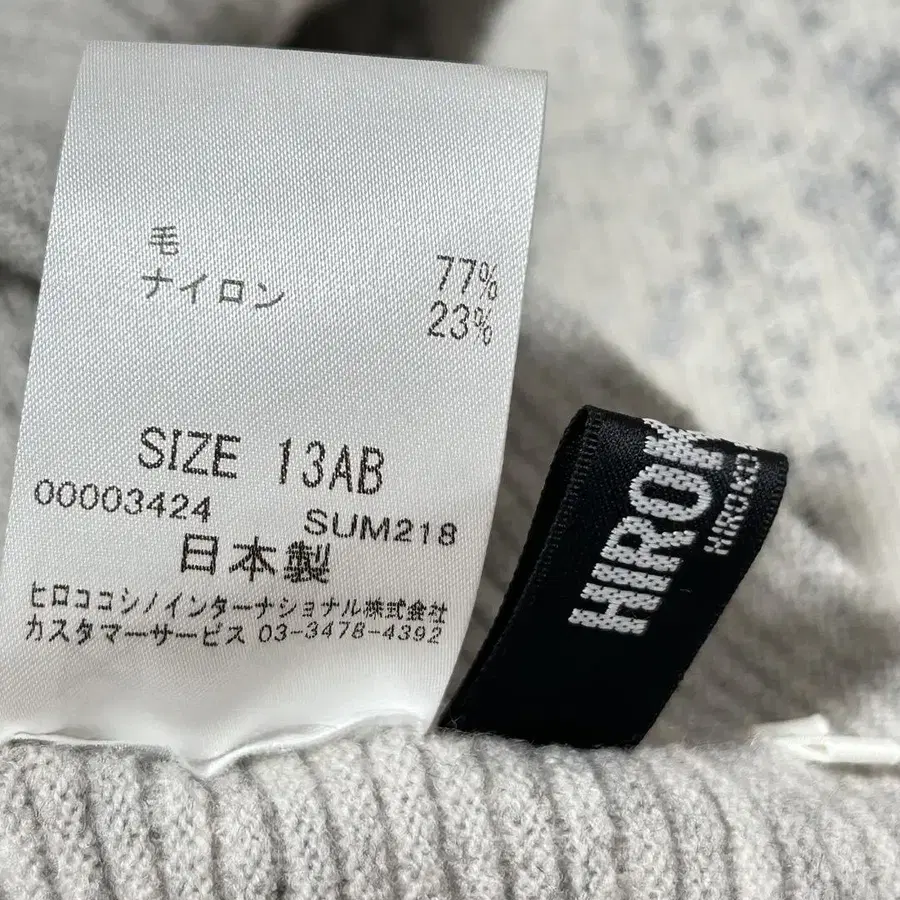 毛 77%
ナイロン 23%
SIZE 13AB
00003424 SUM218
日本製
ヒロココシノインターナショナル株式会社
カスタマーサービス 03-3478-4392